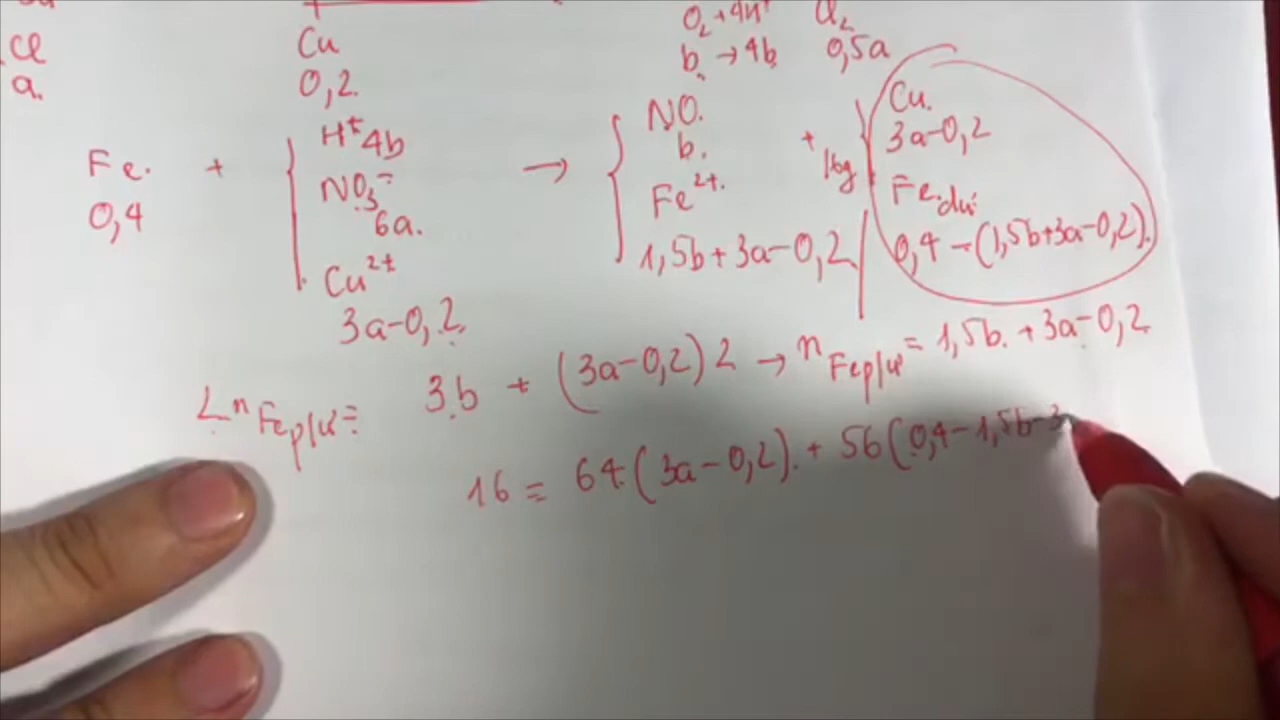 O₂ + 4H⁺ Cl₂
Cl Cu b → 4b 0,5a
a. 0,2.
Fe. + H⁺ 4b → NO. + 16g Cu.
0,4 NO₃⁻ b. 3a-0,2
6a. Fe²⁺. Fe dư
Cu²⁺ 1,5b+3a-0,2 0,4-(1,5b+3a-0,2).
3a-0,2.
nFe p/ư = 3b + (3a-0,2)2 → nFe p/ư = 1,5b + 3a-0,2
16 = 64.(3a-0,2). + 56(0,4-1,5b-3